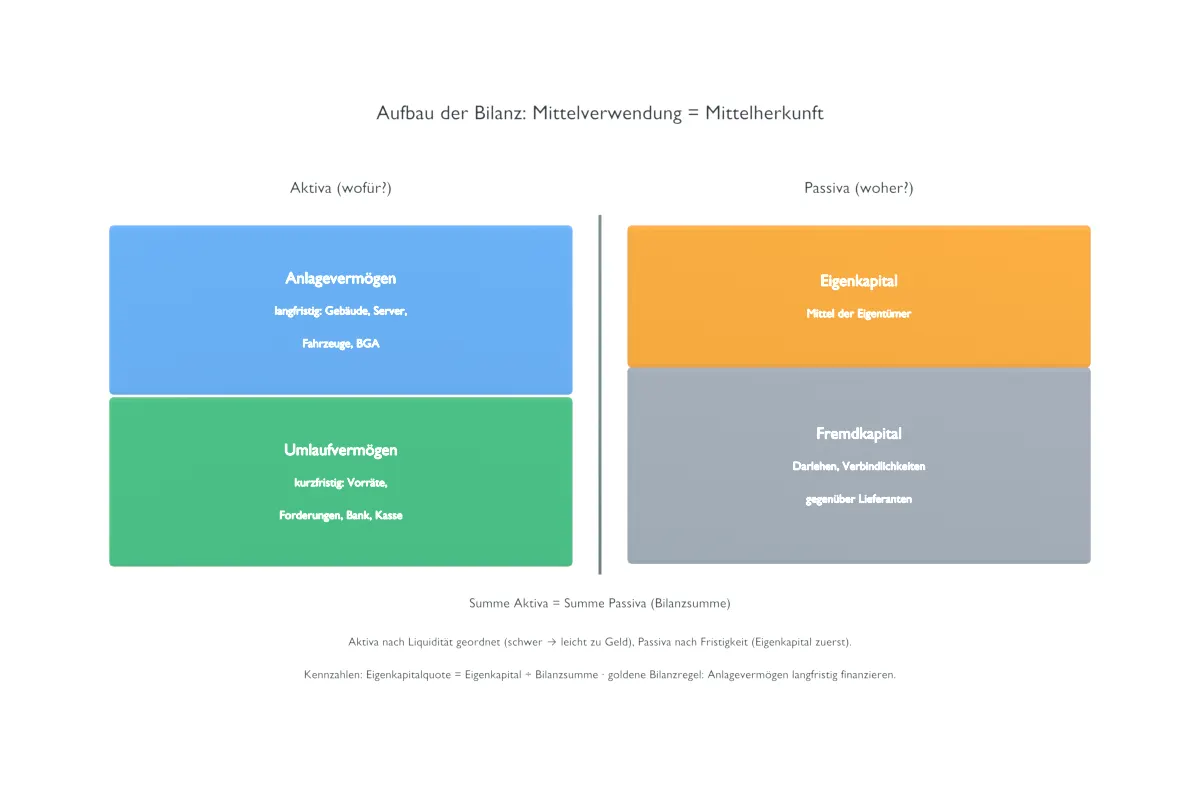 Aufbau der Bilanz: Mittelverwendung = Mittelherkunft
Aktiva (wofür?)
Anlagevermögen
langfristig: Gebäude, Server,
Fahrzeuge, BGA
Umlaufvermögen
kurzfristig: Vorräte,
Forderungen, Bank, Kasse
Passiva (woher?)
Eigenkapital
Mittel der Eigentümer
Fremdkapital
Darlehen, Verbindlichkeiten
gegenüber Lieferanten
Summe Aktiva = Summe Passiva (Bilanzsumme)
Aktiva nach Liquidität geordnet (schwer → leicht zu Geld), Passiva nach Fristigkeit (Eigenkapital zuerst).
Kennzahlen: Eigenkapitalquote = Eigenkapital ÷ Bilanzsumme · goldene Bilanzregel: Anlagevermögen langfristig finanzieren.